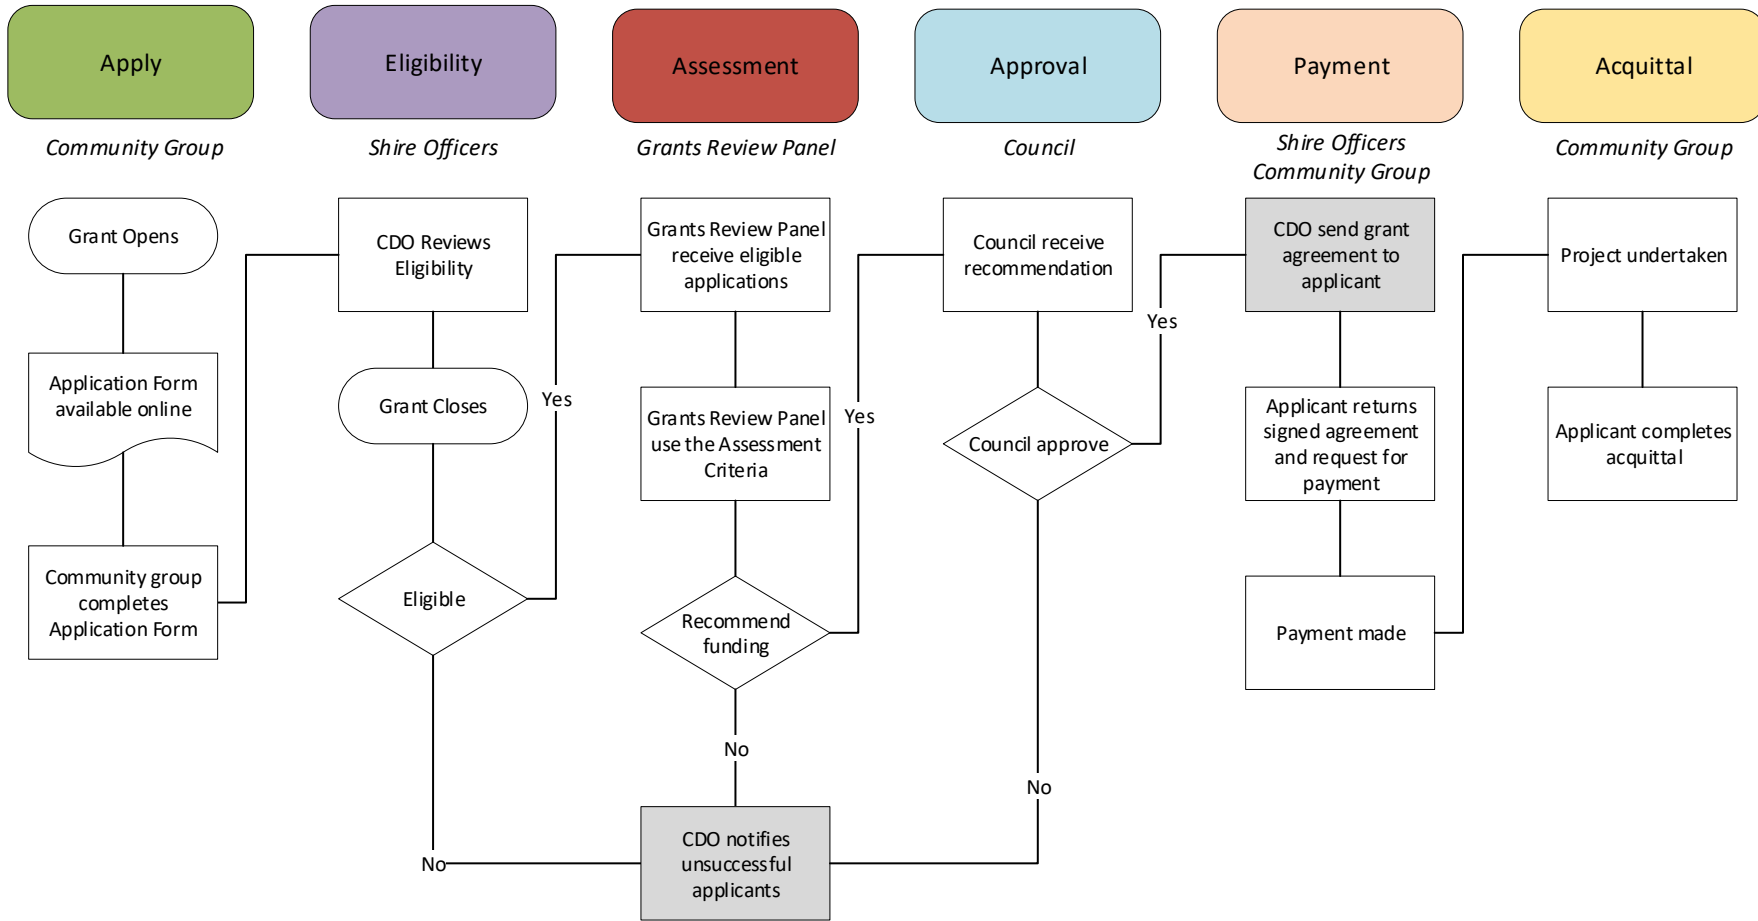 Apply
Eligibility
Assessment
Approval
Payment
Acquittal
Community Group
Shire Officers
Grants Review Panel
Council
Shire Officers
Community Group
Community Group
Grant Opens
Application Form
available online
Community group
completes
Application Form
CDO Reviews
Eligibility
Grant Closes
Eligible
Yes
No
Grants Review Panel
receive eligible
applications
Grants Review Panel
use the Assessment
Criteria
Recommend
funding
Yes
No
CDO notifies
unsuccessful
applicants
Council receive
recommendation
Council approve
Yes
No
CDO send grant
agreement to
applicant
Applicant returns
signed agreement
and request for
payment
Payment made
Project undertaken
Applicant completes
acquittal